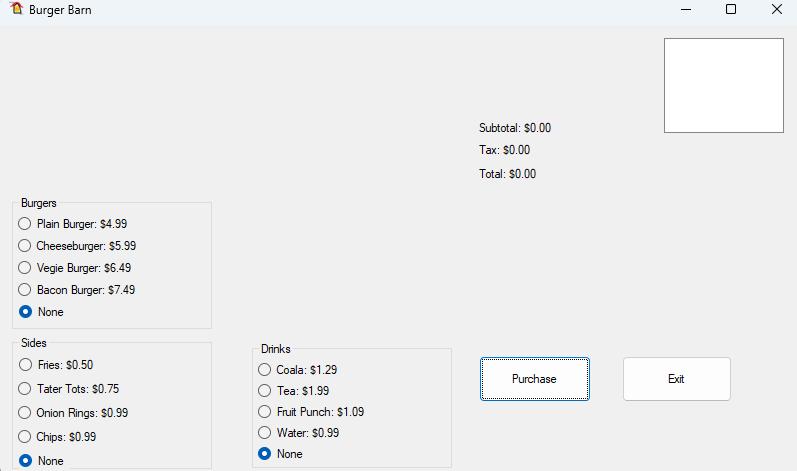 Burger Barn
Subtotal: $0.00
Tax: $0.00
Total: $0.00
Burgers
Plain Burger: $4.99
Cheeseburger: $5.99
Vegie Burger: $6.49
Bacon Burger: $7.49
None
Sides
Fries: $0.50
Tater Tots: $0.75
Onion Rings: $0.99
Chips: $0.99
None
Drinks
Coala: $1.29
Tea: $1.99
Fruit Punch: $1.09
Water: $0.99
None
Purchase
Exit